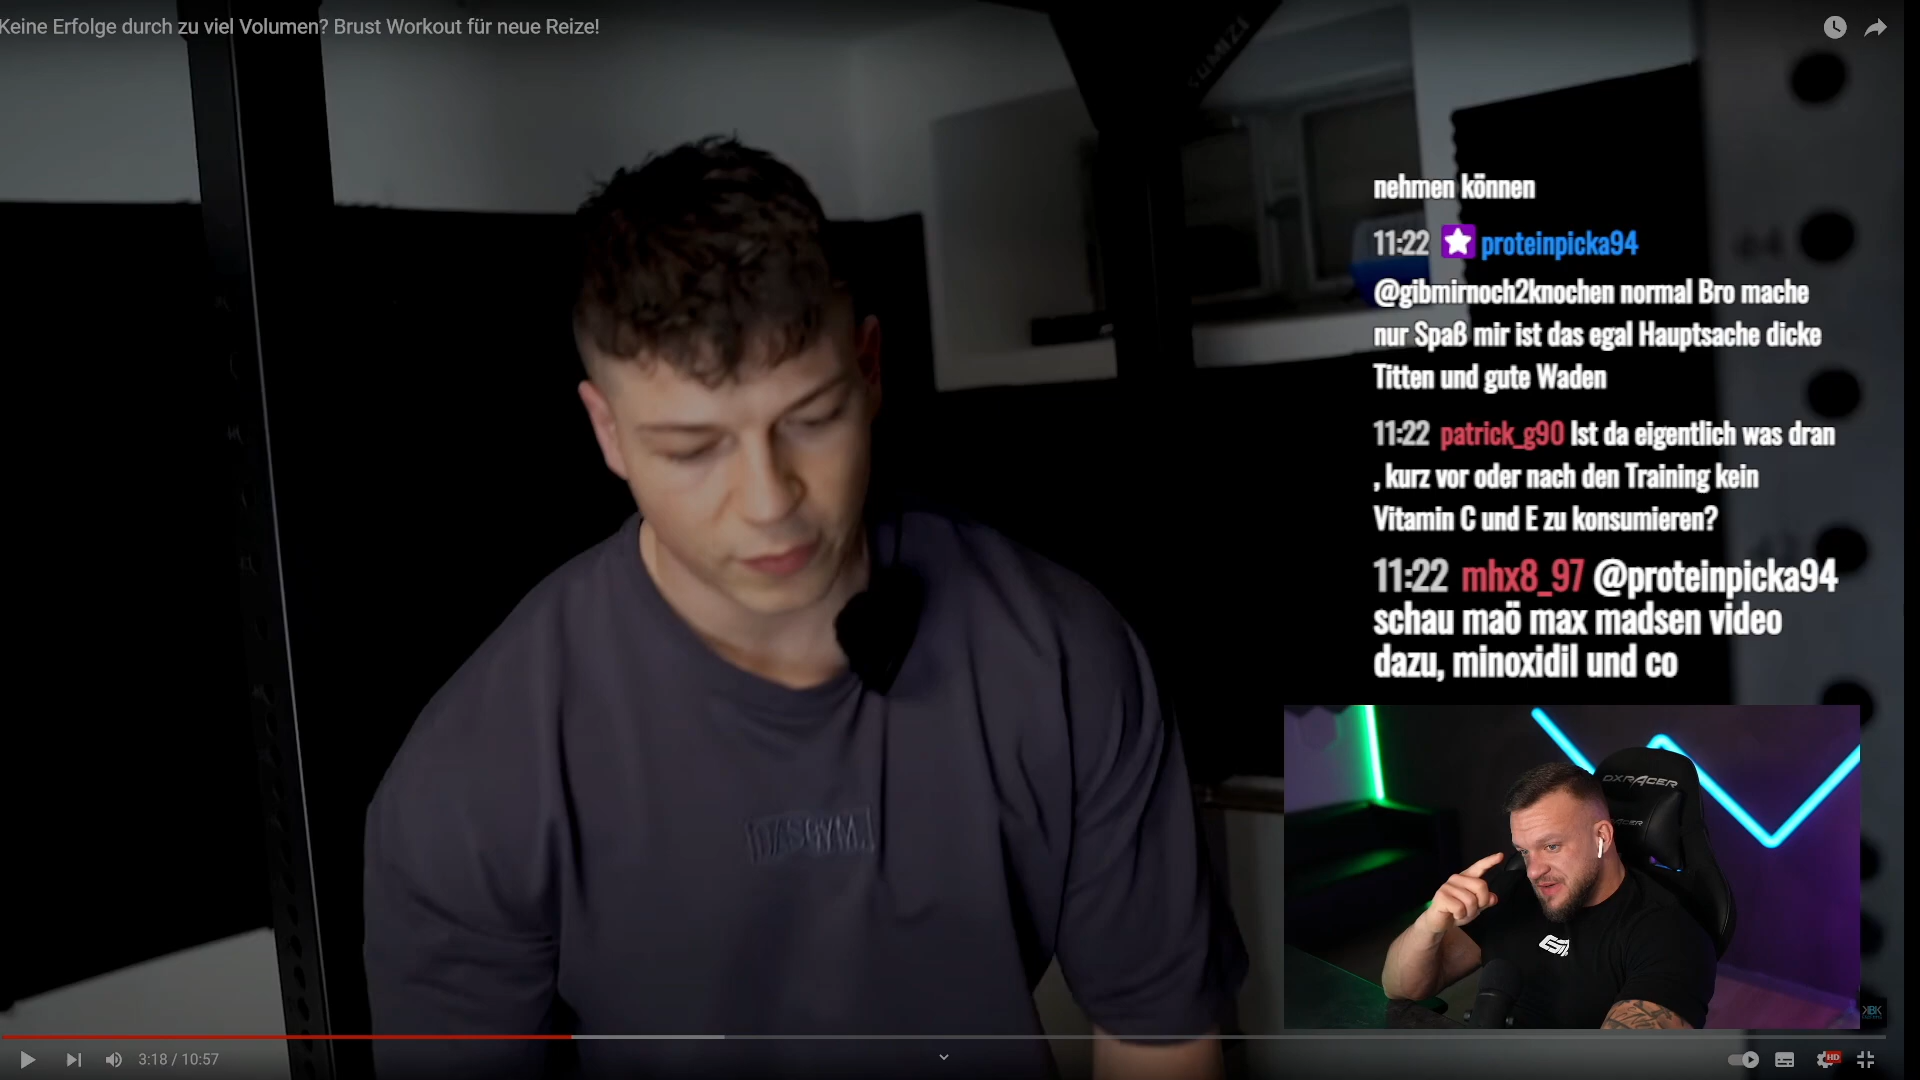 Keine Erfolge durch zu viel Volumen? Brust Workout für neue Reize!
nehmen können
11:22 proteinpicka94
@gibmirnoch2knochen normal Bro mache
nur Spaß mir ist das egal Hauptsache dicke
Titten und gute Waden
11:22 patrick_g90 Ist da eigentlich was dran
, kurz vor oder nach den Training kein
Vitamin C und E zu konsumieren?
11:22 mhx8_97 @proteinpicka94
schau maö max madsen video
dazu, minoxidil und co
DASGYM.
DXRACER
3:18 / 10:57
HD